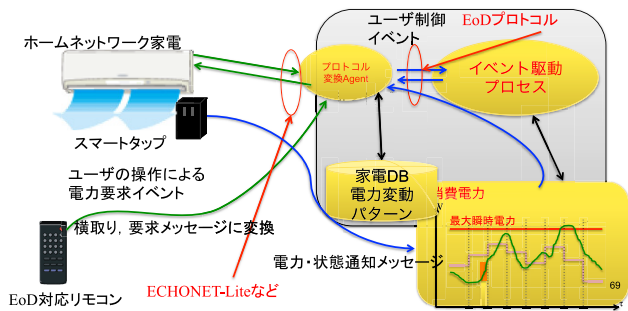 ホームネットワーク家電
ユーザ制御
イベント
EoDプロトコル
プロトコル
変換Agent
イベント駆動
プロセス
スマートタップ
ユーザの操作による
電力要求イベント
家電DB
電力変動
パターン
消費電力
最大瞬時電力
横取り, 要求メッセージに変換
電力・状態通知メッセージ
EoD対応リモコン
ECHONET-Liteなど
69